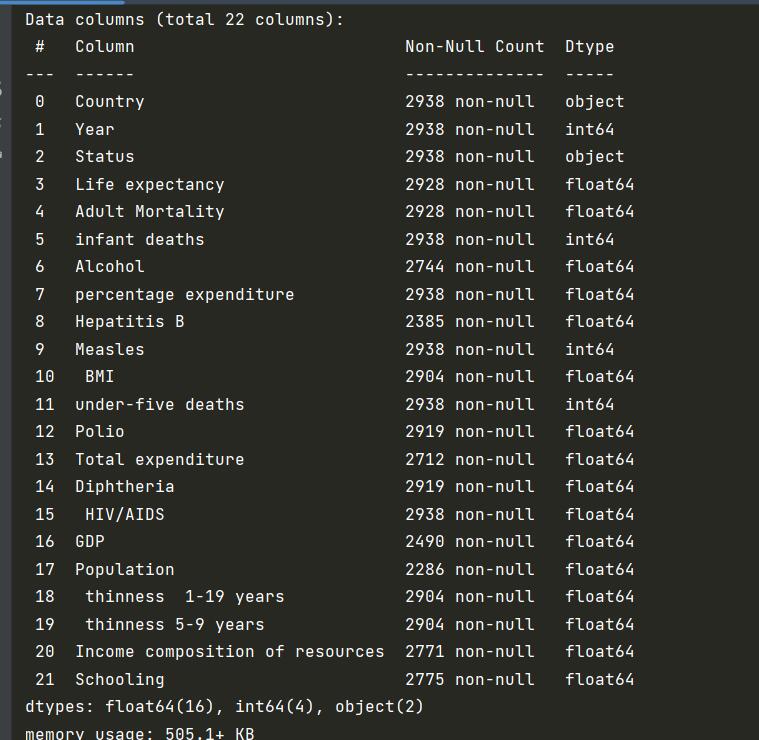 Data columns (total 22 columns):
 #   Column                           Non-Null Count  Dtype
---  ------                           --------------  -----
 0   Country                          2938 non-null   object
 1   Year                             2938 non-null   int64
 2   Status                           2938 non-null   object
 3   Life expectancy                  2928 non-null   float64
 4   Adult Mortality                  2928 non-null   float64
 5   infant deaths                    2938 non-null   int64
 6   Alcohol                          2744 non-null   float64
 7   percentage expenditure           2938 non-null   float64
 8   Hepatitis B                      2385 non-null   float64
 9   Measles                          2938 non-null   int64
 10   BMI                             2904 non-null   float64
 11  under-five deaths                2938 non-null   int64
 12  Polio                            2919 non-null   float64
 13  Total expenditure                2712 non-null   float64
 14  Diphtheria                       2919 non-null   float64
 15   HIV/AIDS                        2938 non-null   float64
 16  GDP                              2490 non-null   float64
 17  Population                       2286 non-null   float64
 18   thinness  1-19 years            2904 non-null   float64
 19   thinness 5-9 years              2904 non-null   float64
 20  Income composition of resources  2771 non-null   float64
 21  Schooling                        2775 non-null   float64
dtypes: float64(16), int64(4), object(2)
memory usage: 505.1+ KB